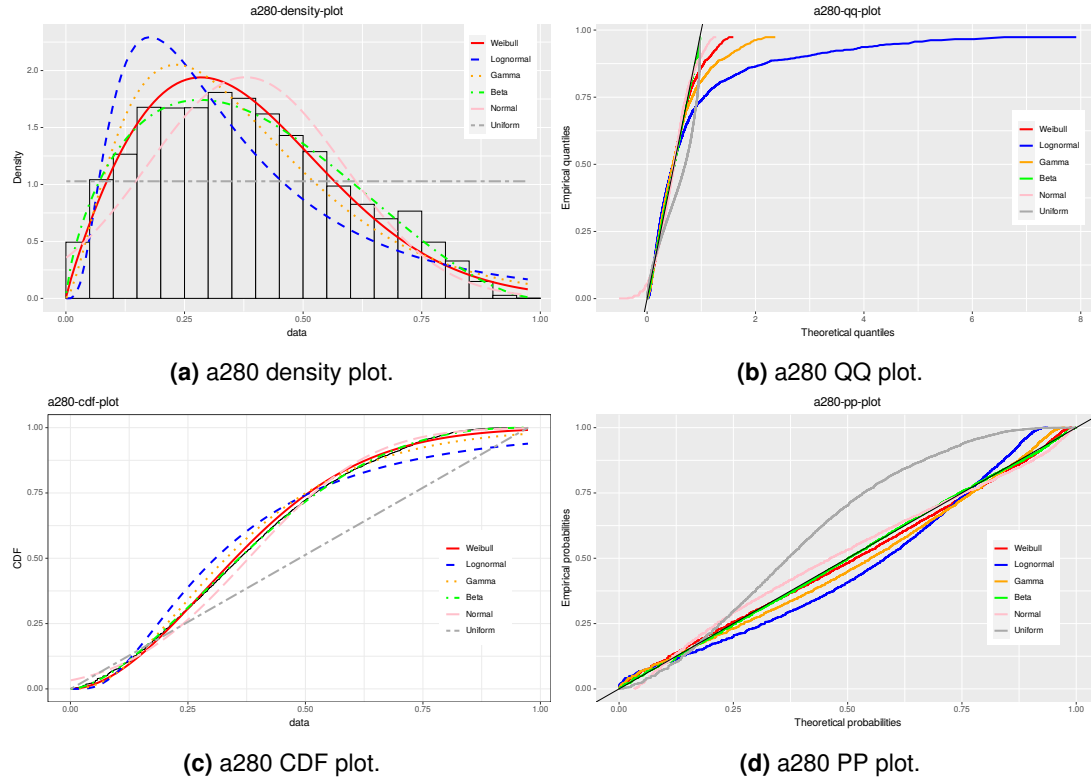 a280-density-plot
Density
2.0
1.5
1.0
0.5
0.0
0.00
0.25
0.50
0.75
1.00
data
Weibull
Lognormal
Gamma
Beta
Normal
Uniform
(a) a280 density plot.
a280-qq-plot
Empirical quantiles
1.00
0.75
0.50
0.25
0.00
0
2
4
6
8
Theoretical quantiles
Weibull
Lognormal
Gamma
Beta
Normal
Uniform
(b) a280 QQ plot.
a280-cdf-plot
CDF
1.00
0.75
0.50
0.25
0.00
0.00
0.25
0.50
0.75
1.00
data
Weibull
Lognormal
Gamma
Beta
Normal
Uniform
(c) a280 CDF plot.
a280-pp-plot
Empirical probabilities
1.00
0.75
0.50
0.25
0.00
0.00
0.25
0.50
0.75
1.00
Theoretical probabilities
Weibull
Lognormal
Gamma
Beta
Normal
Uniform
(d) a280 PP plot.